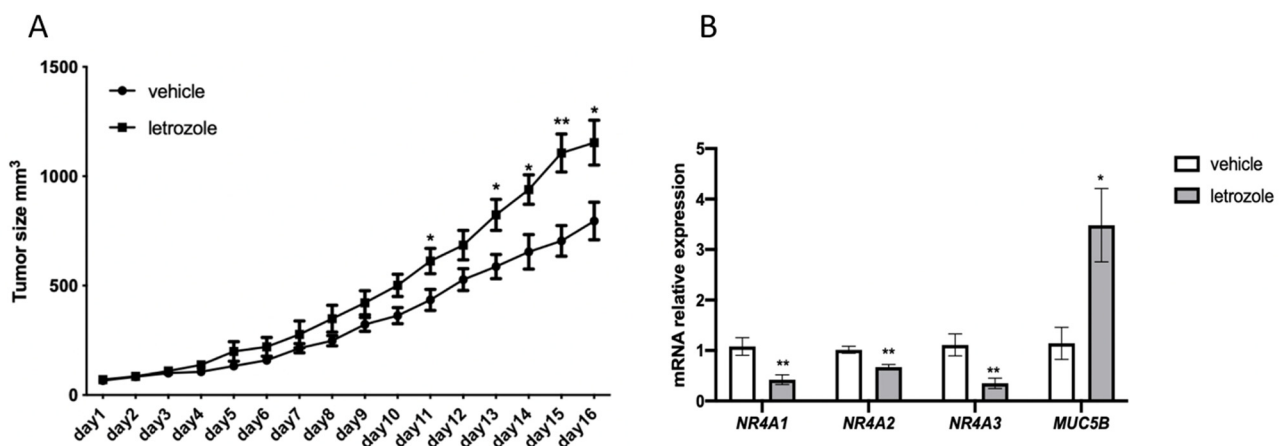 A
1500
1000
500
0
Tumor size mm³
vehicle
letrozole
*
*
*
**
*
day1
day2
day3
day4
day5
day6
day7
day8
day9
day10
day11
day12
day13
day14
day15
day16
B
5
4
3
2
1
0
mRNA relative expression
**
**
**
*
NR4A1
NR4A2
NR4A3
MUC5B
vehicle
letrozole